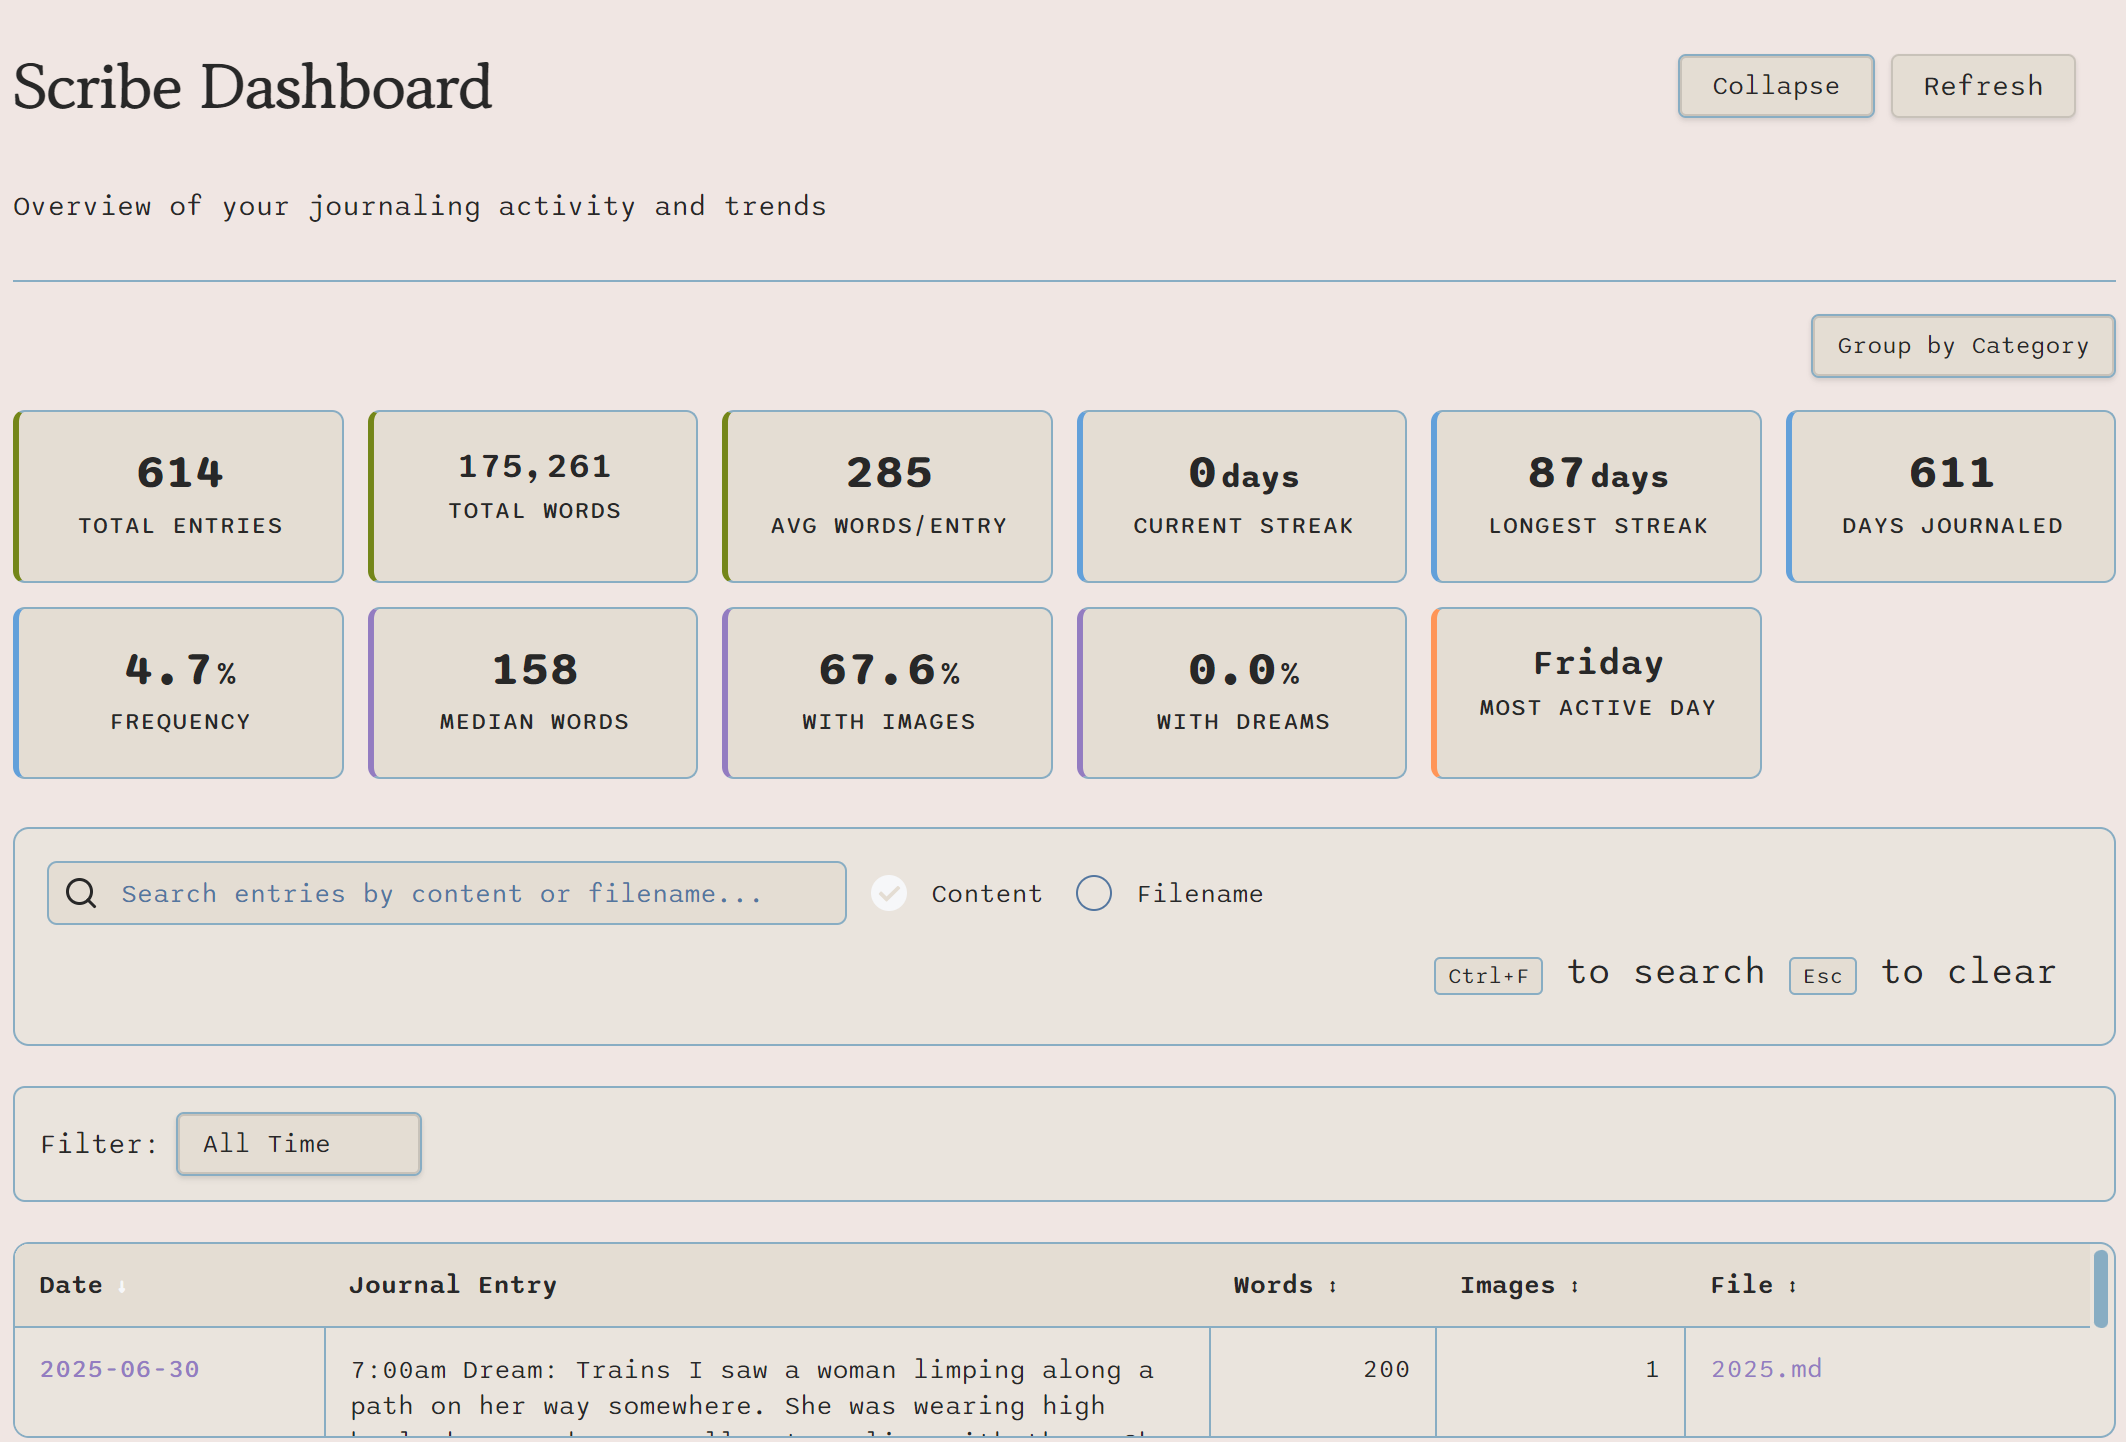 Scribe Dashboard
Collapse
Refresh
Overview of your journaling activity and trends
Group by Category
614
TOTAL ENTRIES
175,261
TOTAL WORDS
285
AVG WORDS/ENTRY
0days
CURRENT STREAK
87days
LONGEST STREAK
611
DAYS JOURNALED
4.7%
FREQUENCY
158
MEDIAN WORDS
67.6%
WITH IMAGES
0.0%
WITH DREAMS
Friday
MOST ACTIVE DAY
Search entries by content or filename...
Content
Filename
Ctrl+F to search Esc to clear
Filter: All Time
Date ↓ Journal Entry Words ↕ Images ↕ File ↕
2025-06-30
7:00am Dream: Trains I saw a woman limping along a
path on her way somewhere. She was wearing high
200
1
2025.md